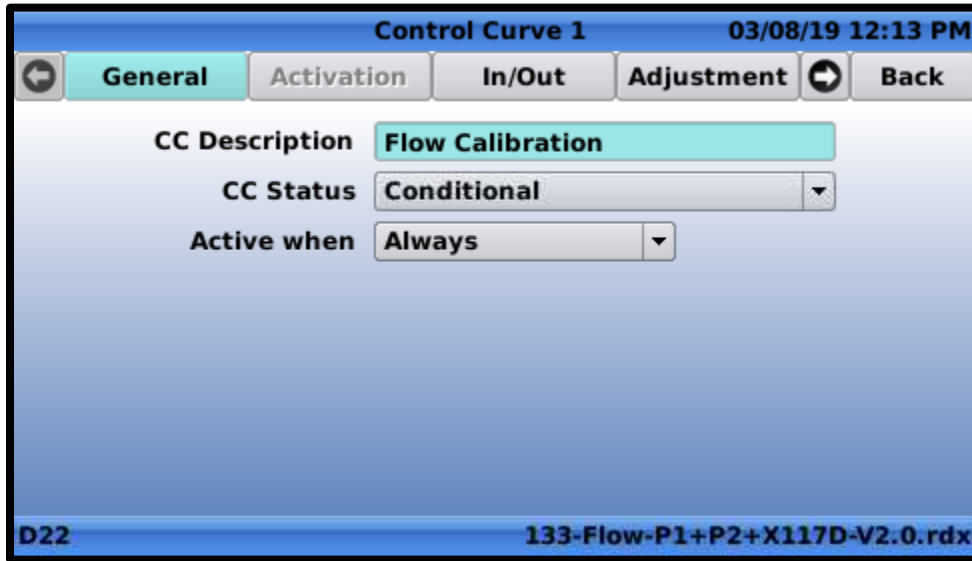 Control Curve 1 03/08/19 12:13 PM
General Activation In/Out Adjustment Back
CC Description Flow Calibration
CC Status Conditional
Active when Always
D22 133-Flow-P1+P2+X117D-V2.0.rdx